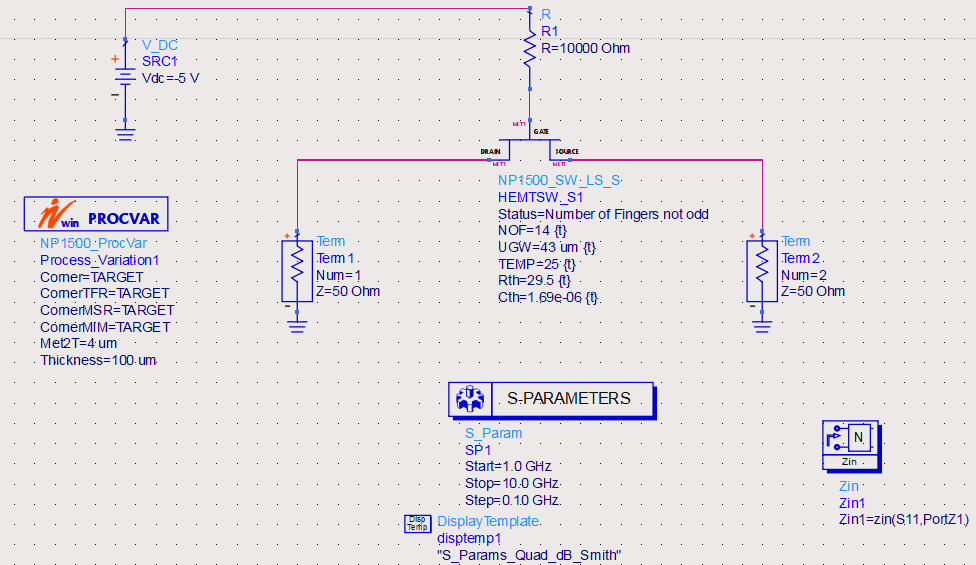 R
R1
R=10000 Ohm
V_DC
SRC1
Vdc=-5 V
+
GATE
DRAIN
SOURCE
NP1500_SW_LS_S
HEMTSW_S1
Status=Number of Fingers not odd
NOF=14 {t}
UGW=43 um {t}
TEMP=25 {t}
Rth=29.5 {t}
Cth=1.69e-06 {t}
win PROCVAR
NP1500_ProcVar
Process_Variation1
Corner=TARGET
CornerTFR=TARGET
CornerMSR=TARGET
CornerMIM=TARGET
Met2T=4 um
Thickness=100 um
+
Term
Term1
Num=1
Z=50 Ohm
+
Term
Term2
Num=2
Z=50 Ohm
S-PARAMETERS
S_Param
SP1
Start=1.0 GHz
Stop=10.0 GHz
Step=0.10 GHz
Disp
Temp
DisplayTemplate
disptemp1
"S_Params_Quad_dB_Smith"
N
Zin
Zin
Zin1
Zin1=zin(S11,PortZ1)